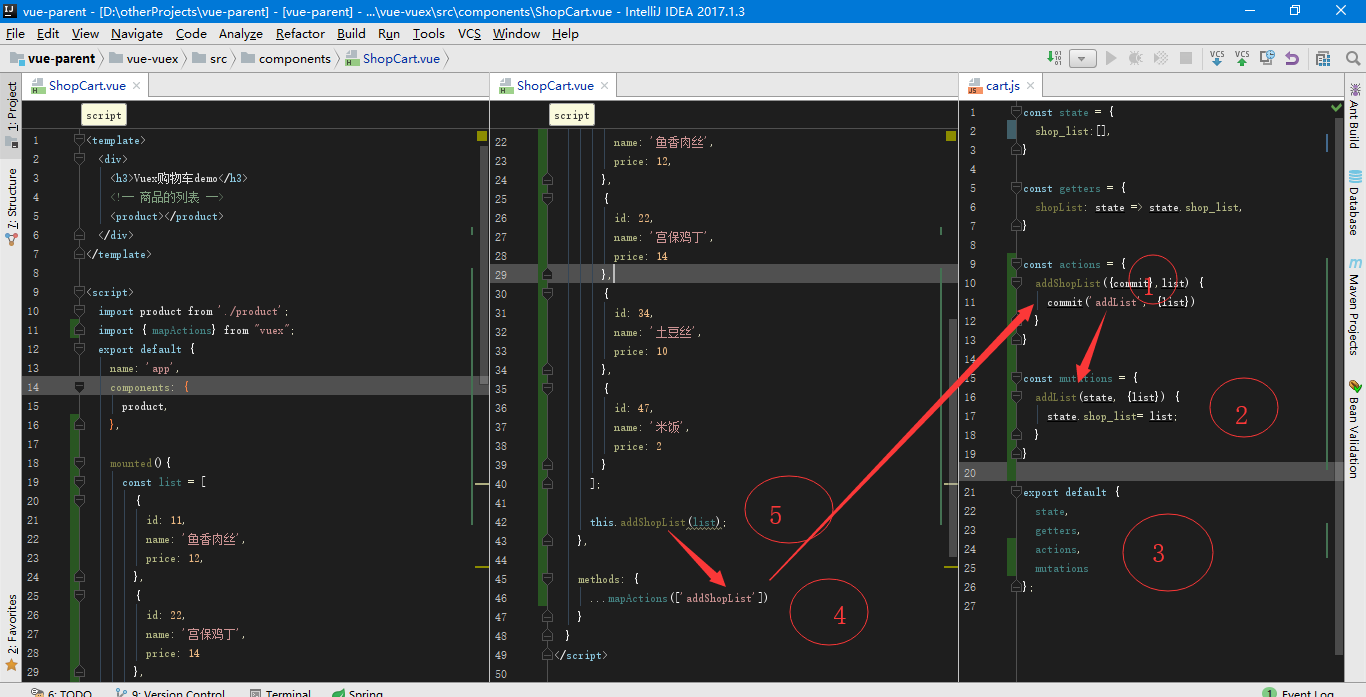 vue-parent - [D:\otherProjects\vue-parent] - [vue-parent] - ...\vue-vuex\src\components\ShopCart.vue - IntelliJ IDEA 2017.1.3
File Edit View Navigate Code Analyze Refactor Build Run Tools VCS Window Help
vue-parent vue-vuex src components ShopCart.vue
VCS VCS
1: Project
7: Structure
2: Favorites
ShopCart.vue
script
1 <template>
2 <div>
3 <h3>Vuex购物车demo</h3>
4 <!-- 商品的列表 -->
5 <product></product>
6 </div>
7 </template>
8
9 <script>
10 import product from './product';
11 import { mapActions} from "vuex";
12 export default {
13 name: 'app',
14 components: {
15 product,
16 },
17
18 mounted(){
19 const list = [
20 {
21 id: 11,
22 name: '鱼香肉丝',
23 price: 12,
24 },
25 {
26 id: 22,
27 name: '宫保鸡丁',
28 price: 14
29 },
ShopCart.vue
script
22 name: '鱼香肉丝',
23 price: 12,
24 },
25 {
26 id: 22,
27 name: '宫保鸡丁',
28 price: 14
29 },
30 {
31 id: 34,
32 name: '土豆丝',
33 price: 10
34 },
35 {
36 id: 47,
37 name: '米饭',
38 price: 2
39 }
40 ];
41
42 this.addShopList(list);
43 },
44
45 methods: {
46 ...mapActions(['addShopList'])
47 }
48 }
49 </script>
50
5
4
cart.js
1 const state = {
2 shop_list:[],
3 }
4
5 const getters = {
6 shopList: state => state.shop_list,
7 }
8
9 const actions = {
10 addShopList({commit},list) {
11 commit('addList', {list})
12 }
13 }
14
15 const mutations = {
16 addList(state, {list}) {
17 state.shop_list= list;
18 }
19 }
20
21 export default {
22 state,
23 getters,
24 actions,
25 mutations
26 };
27
1
2
3
Ant Build
Database
Maven Projects
Bean Validation
6: TODO 9: Version Control Terminal Spring 1 Event Log